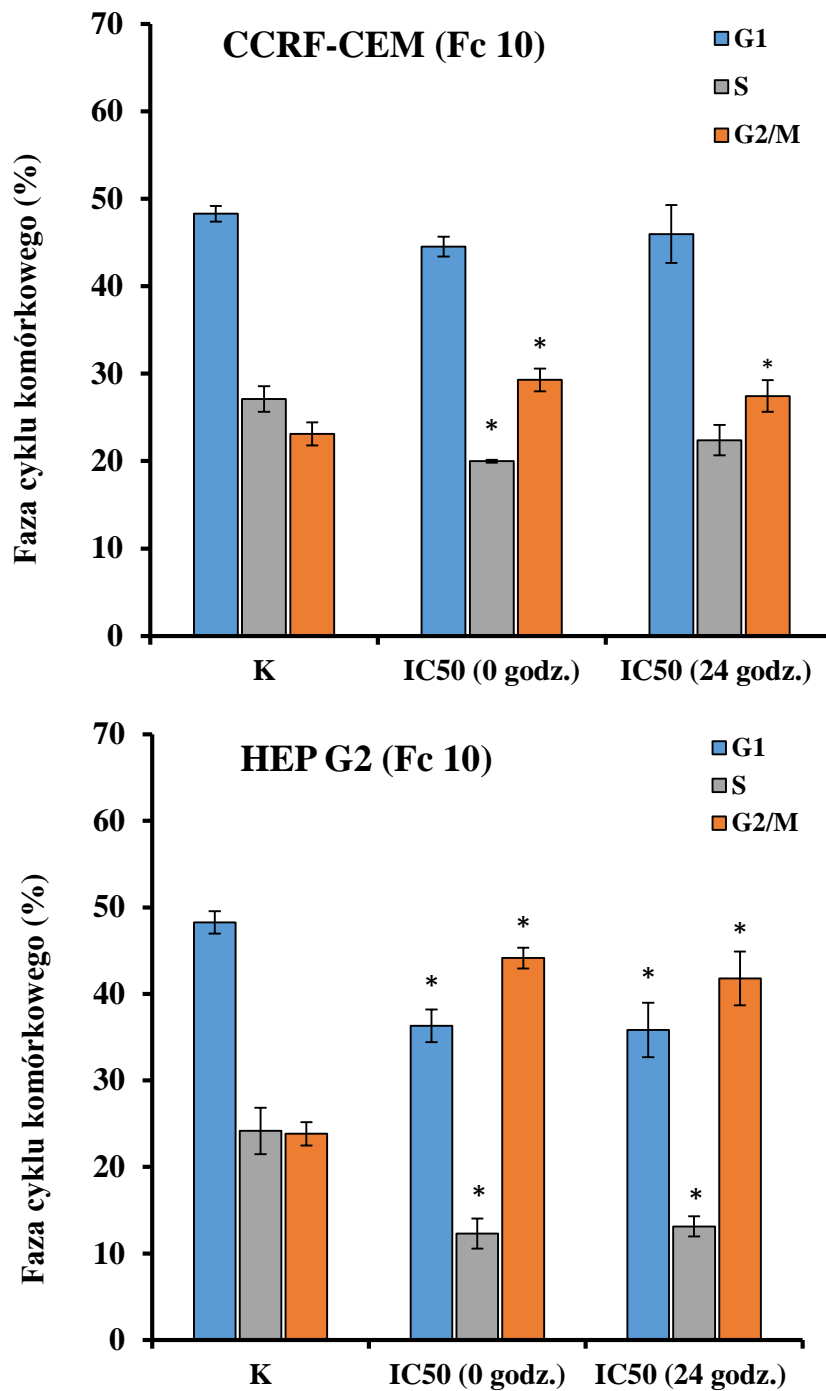 CCRF-CEM (Fc 10)
G1
S
G2/M
Faza cyklu komórkowego (%)
70
60
50
40
30
20
10
0
*
*
*
K
IC50 (0 godz.)
IC50 (24 godz.)
HEP G2 (Fc 10)
G1
S
G2/M
Faza cyklu komórkowego (%)
70
60
50
40
30
20
10
0
*
*
*
*
*
*
K
IC50 (0 godz.)
IC50 (24 godz.)